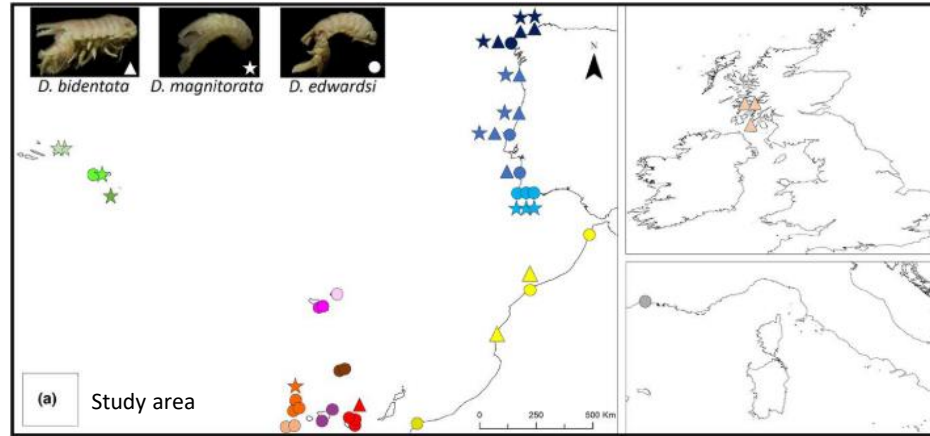 D. bidentata D. magnitorata D. edwardsi
N
(a) Study area
0 250 500 Km